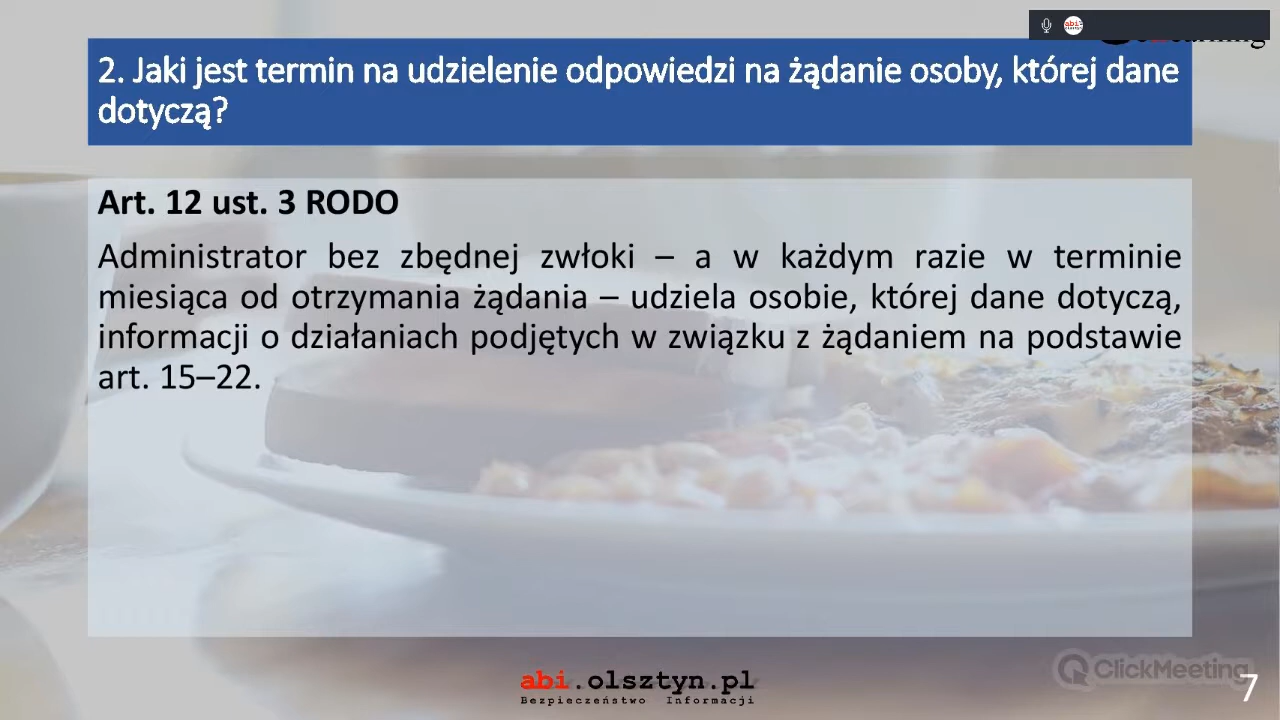 2. Jaki jest termin na udzielenie odpowiedzi na żądanie osoby, której dane
dotyczą?
Art. 12 ust. 3 RODO
Administrator bez zbędnej zwłoki – a w każdym razie w terminie
miesiąca od otrzymania żądania – udziela osobie, której dane dotyczą,
informacji o działaniach podjętych w związku z żądaniem na podstawie
art. 15–22.
abi.olsztyn.pl
Bezpieczeństwo Informacji
ClickMeeting
7